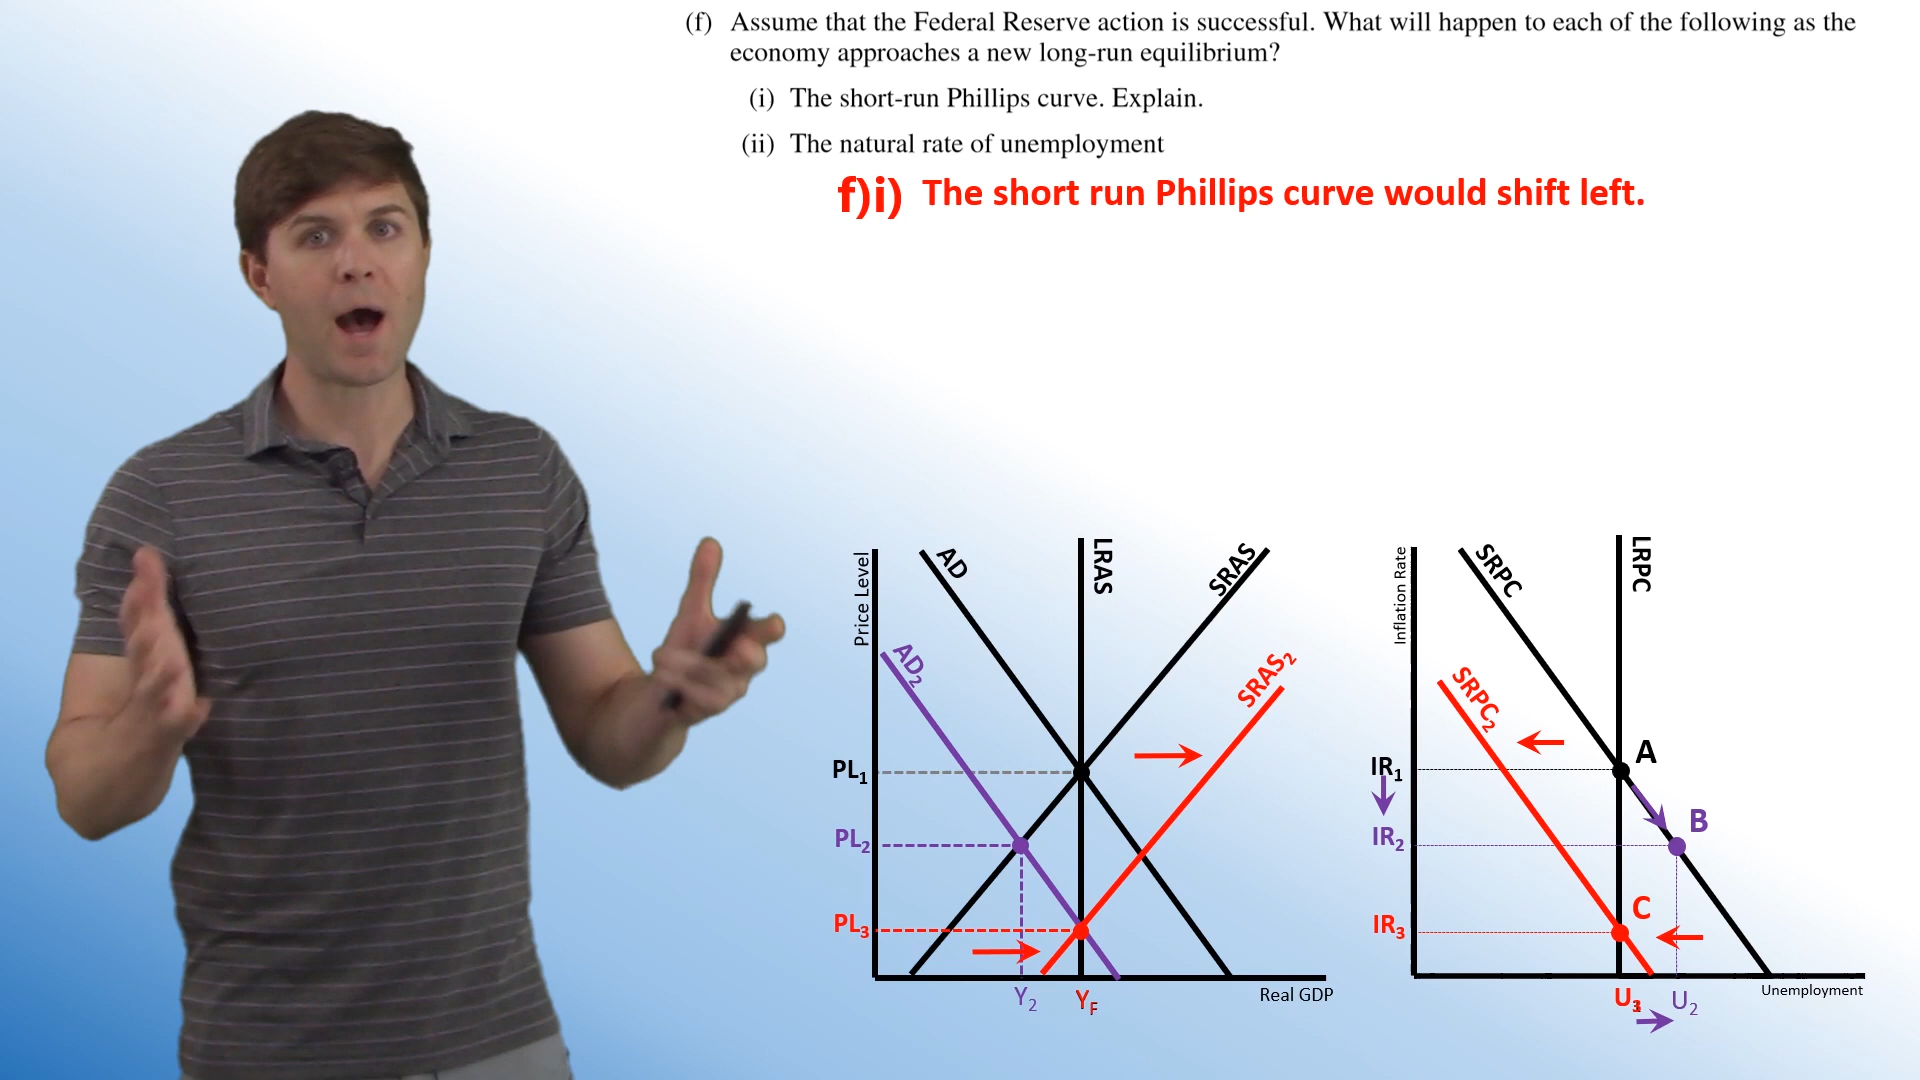 (f) Assume that the Federal Reserve action is successful. What will happen to each of the following as the
economy approaches a new long-run equilibrium?
(i) The short-run Phillips curve. Explain.
(ii) The natural rate of unemployment
f)i) The short run Phillips curve would shift left.
Price Level
AD
LRAS
SRAS
AD2
SRAS2
PL1
PL2
PL3
Y2
YF
Real GDP
Inflation Rate
SRPC
LRPC
SRPC2
A
IR1
B
IR2
C
IR3
U3
U2
Unemployment